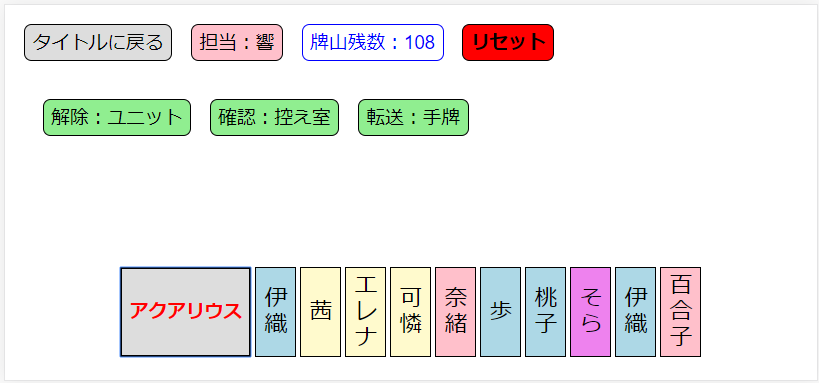 タイトルに戻る 担当：響 牌山残数：108 リセット
解除：ユニット 確認：控え室 転送：手牌
アクアリウス 伊織 茜 エレナ 可憐 奈緒 歩 桃子 そら 伊織 百合子